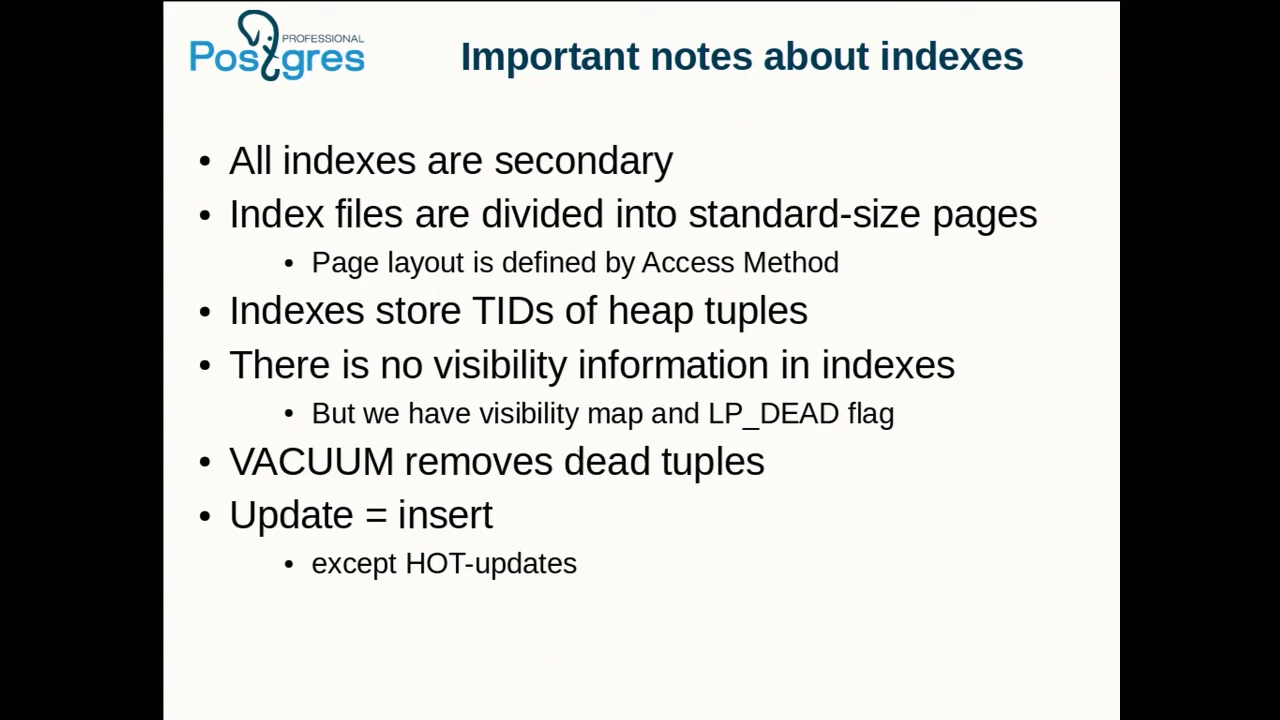 PROFESSIONAL
Postgres
Important notes about indexes
• All indexes are secondary
• Index files are divided into standard-size pages
• Page layout is defined by Access Method
• Indexes store TIDs of heap tuples
• There is no visibility information in indexes
• But we have visibility map and LP_DEAD flag
• VACUUM removes dead tuples
• Update = insert
• except HOT-updates